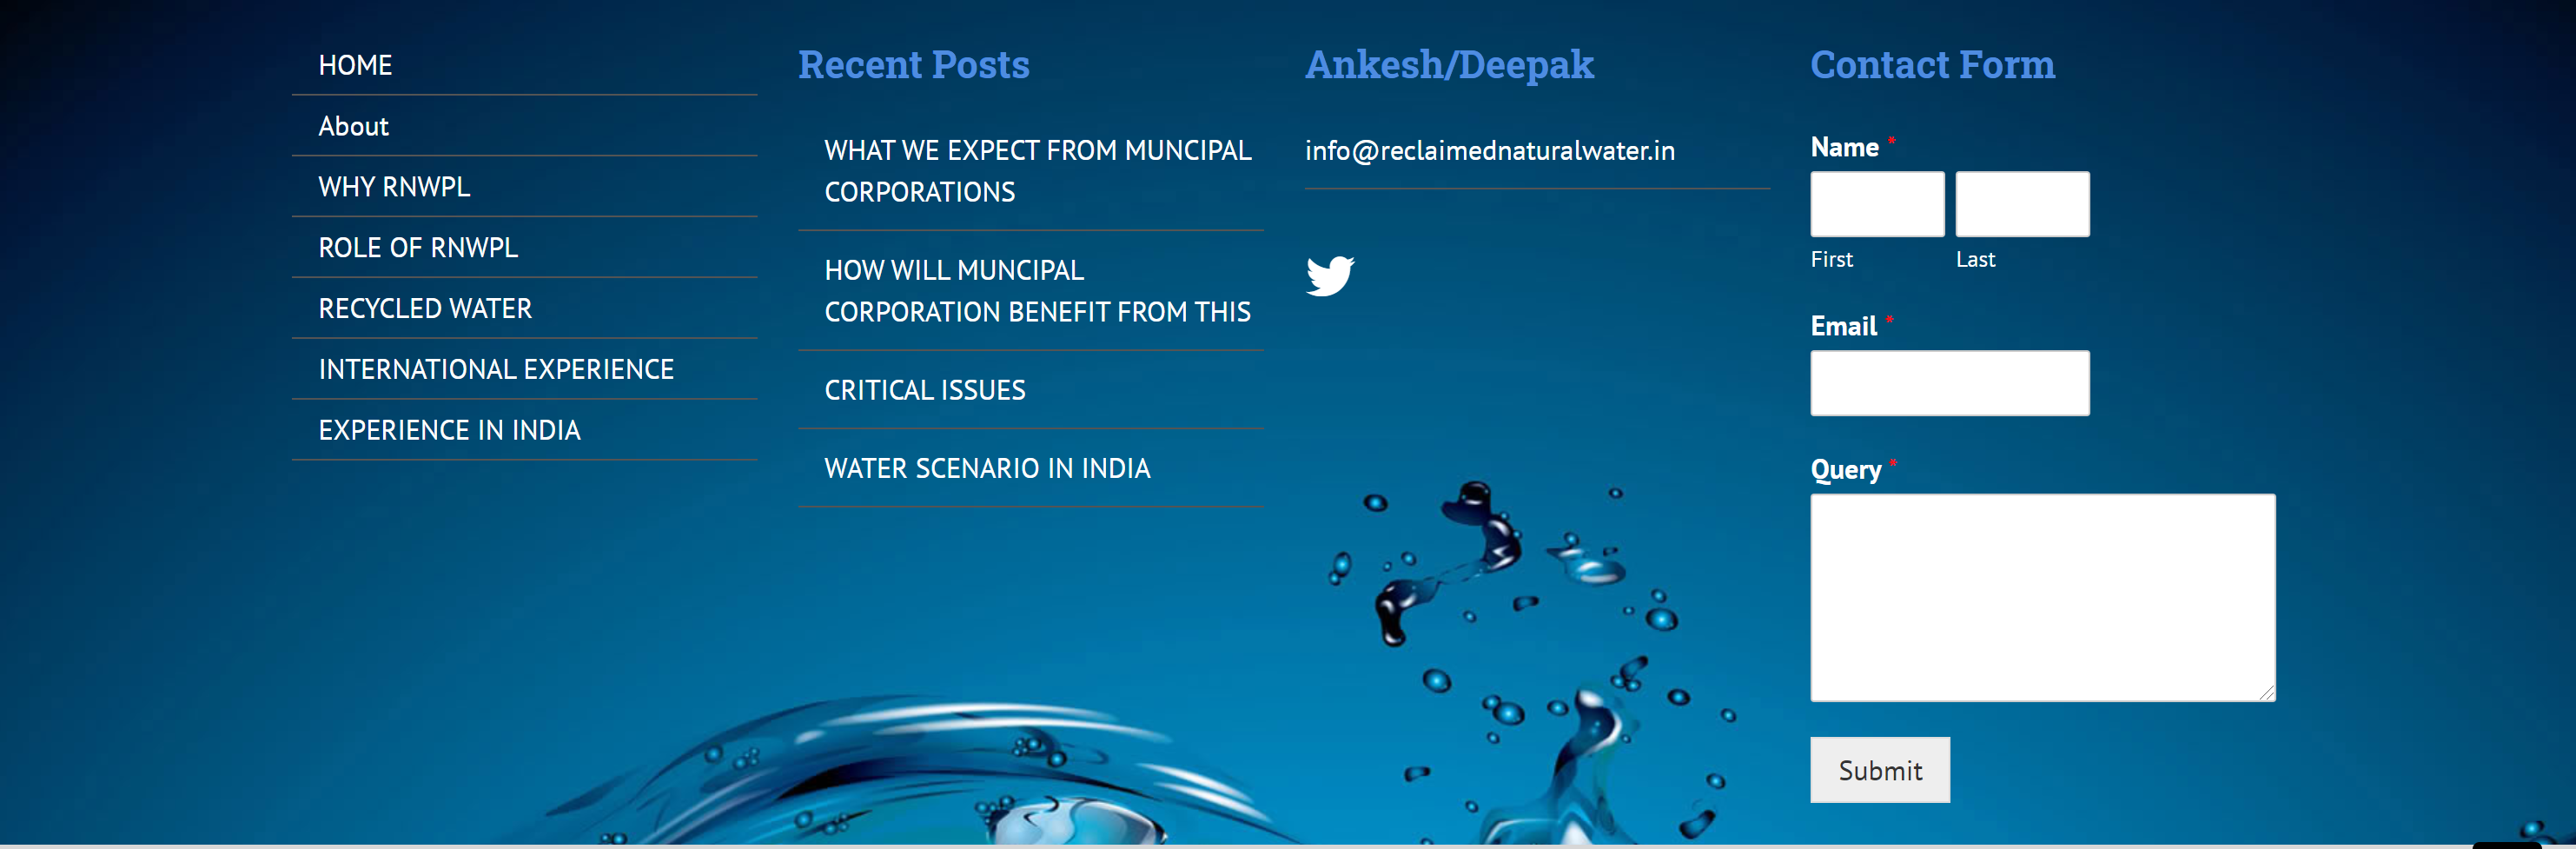 HOME
About
WHY RNWPL
ROLE OF RNWPL
RECYCLED WATER
INTERNATIONAL EXPERIENCE
EXPERIENCE IN INDIA
Recent Posts
WHAT WE EXPECT FROM MUNCIPAL
CORPORATIONS
HOW WILL MUNCIPAL
CORPORATION BENEFIT FROM THIS
CRITICAL ISSUES
WATER SCENARIO IN INDIA
Ankesh/Deepak
info@reclaimednaturalwater.in
Contact Form
Name *
First Last
Email *
Query *
Submit